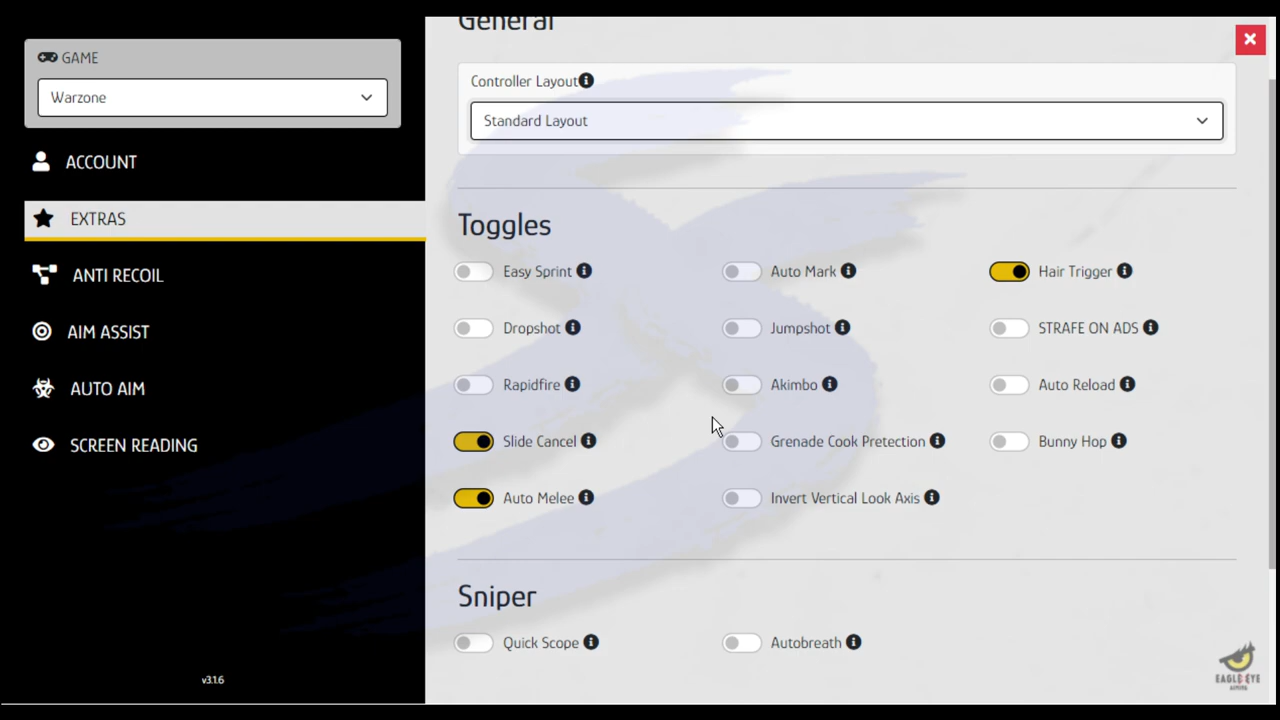 General
GAME
Controller Layout
Warzone
Standard Layout
ACCOUNT
EXTRAS
Toggles
Easy Sprint
Auto Mark
Hair Trigger
ANTI RECOIL
Dropshot
Jumpshot
STRAFE ON ADS
AIM ASSIST
Rapidfire
Akimbo
Auto Reload
AUTO AIM
Slide Cancel
Grenade Cook Pretection
Bunny Hop
SCREEN READING
Auto Melee
Invert Vertical Look Axis
Sniper
Quick Scope
Autobreath
v3.1.6
EAGLE EYE
GAMING